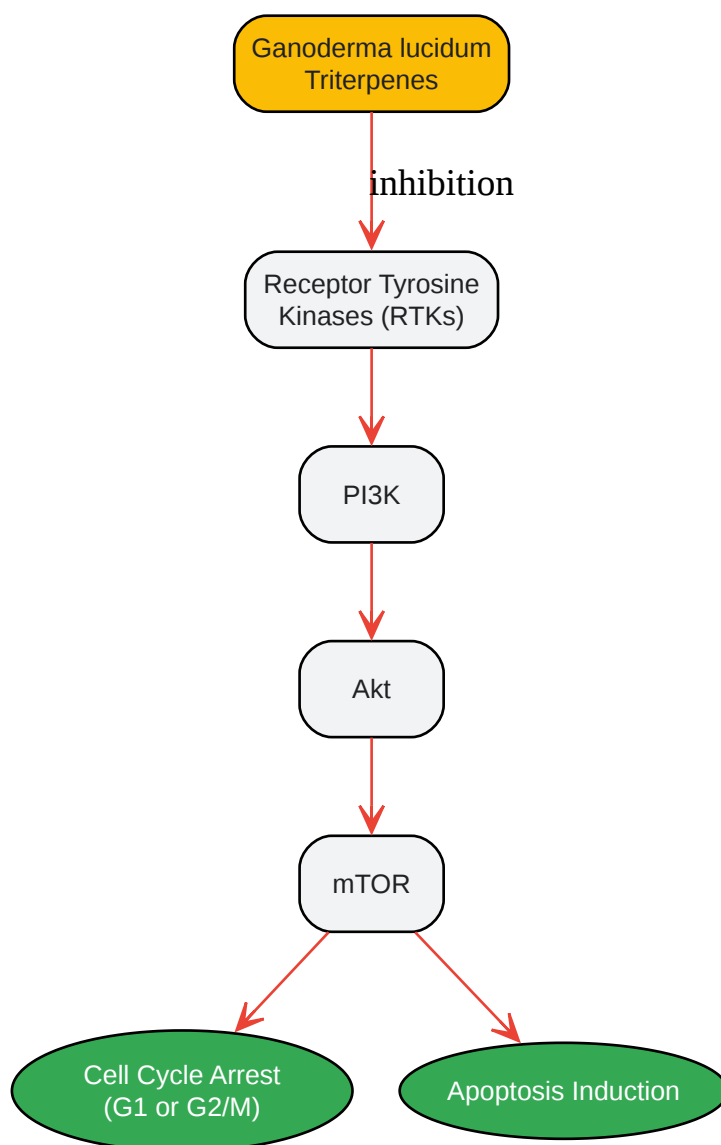 Ganoderma lucidum
Triterpenes
inhibition
Receptor Tyrosine
Kinases (RTKs)
PI3K
Akt
mTOR
Cell Cycle Arrest
(G1 or G2/M)
Apoptosis Induction